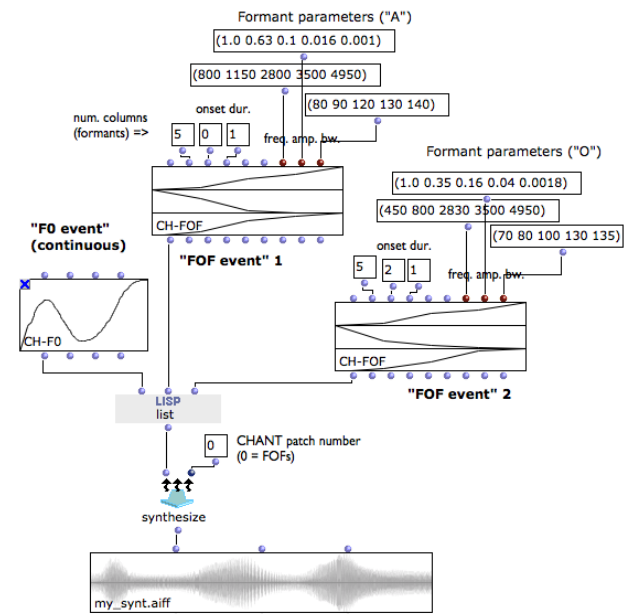 Formant parameters ("A")
(1.0 0.63 0.1 0.016 0.001)
(800 1150 2800 3500 4950)
(80 90 120 130 140)
num. columns
(formants) =>
onset dur.
5 0 1
freq. amp. bw.
CH-FOF
"FOF event" 1
Formant parameters ("O")
(1.0 0.35 0.16 0.04 0.0018)
(450 800 2830 3500 4950)
(70 80 100 130 135)
onset dur.
5 2 1
freq. amp. bw.
CH-FOF
"FOF event" 2
"F0 event"
(continuous)
CH-F0
LISP
list
0
CHANT patch number
(0 = FOFs)
synthesize
my_synt.aiff